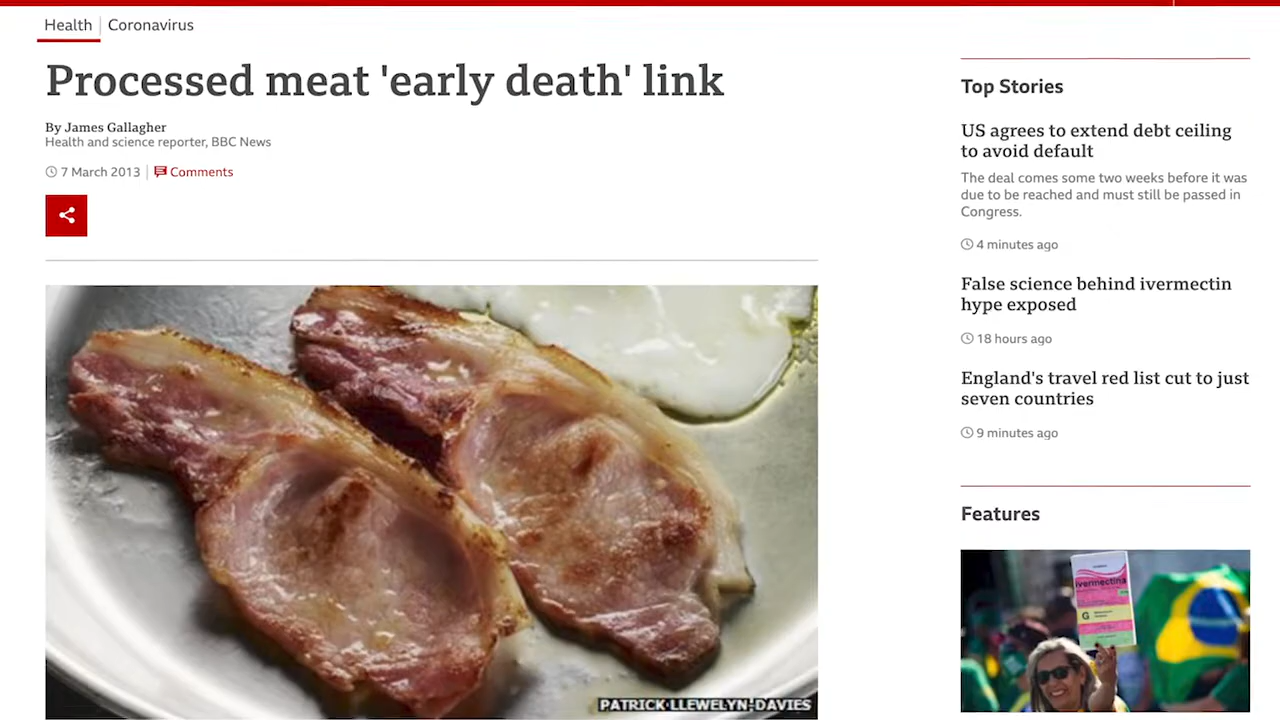 Health
Coronavirus
Processed meat 'early death' link
By James Gallagher
Health and science reporter, BBC News
7 March 2013
Comments
PATRICK LLEWELYN-DAVIES
Top Stories
US agrees to extend debt ceiling
to avoid default
The deal comes some two weeks before it was
due to be reached and must still be passed in
Congress.
4 minutes ago
False science behind ivermectin
hype exposed
18 hours ago
England's travel red list cut to just
seven countries
9 minutes ago
Features
ivermectina
G